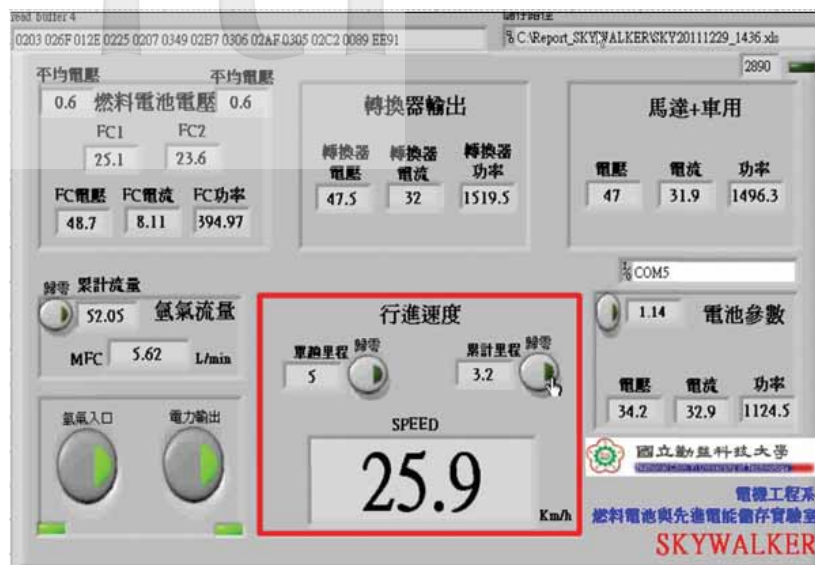 read buffer 4
儲存路徑
0203 026F 012E 0225 0207 0349 02B7 0306 02AF 0305 02C2 0089 EE91
C:\Report_SKYWALKER\SKY20111229_1436.xls
2890
平均電壓
平均電壓
0.6 燃料電池電壓 0.6
FC1 FC2
25.1 23.6
FC電壓 FC電流 FC功率
48.7 8.11 394.97
轉換器輸出
轉換器電壓 轉換器電流 轉換器功率
47.5 32 1519.5
馬達+車用
電壓 電流 功率
47 31.9 1496.3
COM5
歸零 累計流量
52.05 氫氣流量
MFC 5.62 L/min
行進速度
單趟里程 歸零 累計里程 歸零
5 3.2
SPEED
25.9
Km/h
1.14 電池參數
電壓 電流 功率
34.2 32.9 1124.5
氫氣入口 電力輸出
國立勤益科技大學
National Chin-Yi University of Technology
電機工程系
燃料電池與先進電能儲存實驗室
SKYWALKER